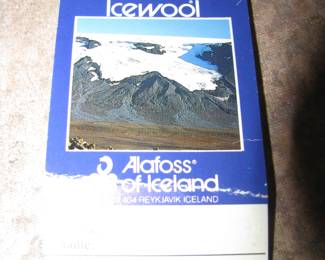 Icewool
Alafoss®
of Iceland
404 REYKJAVIK ICELAND